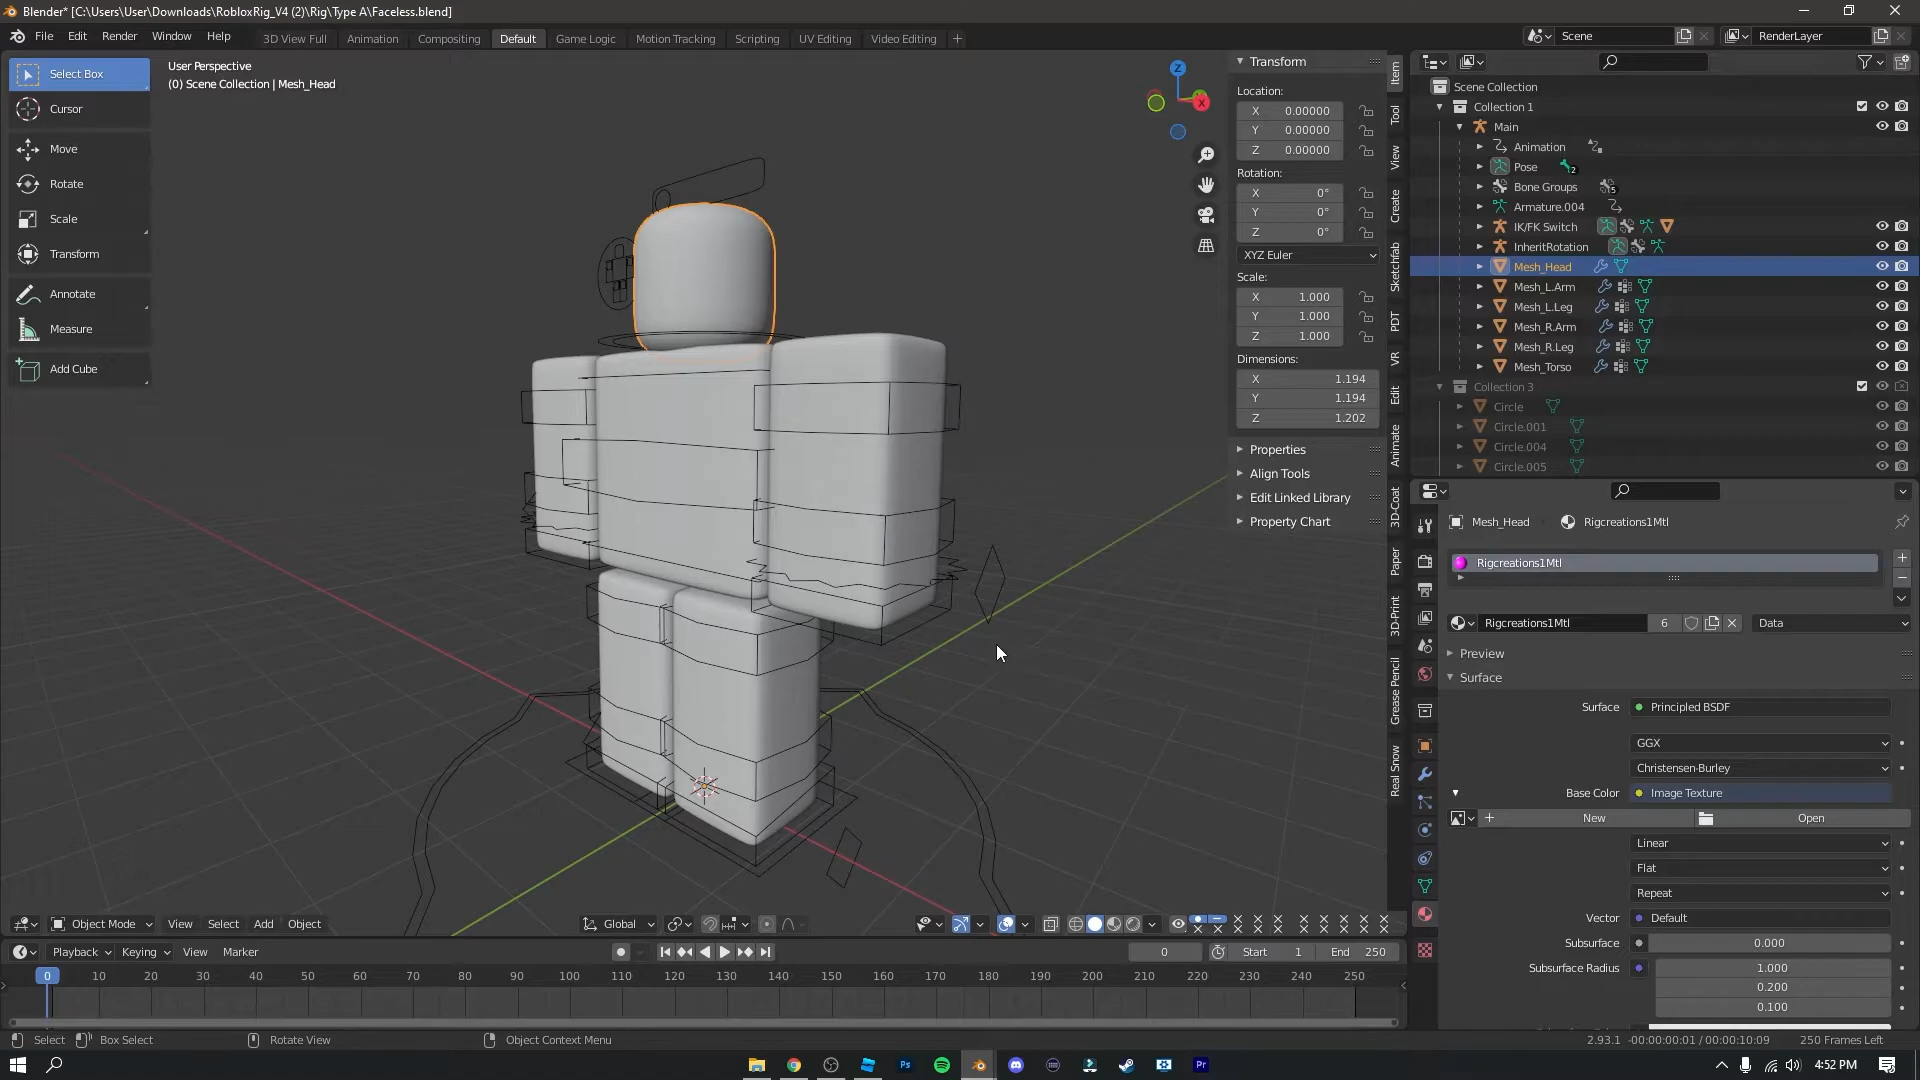 Blender* [C:\Users\User\Downloads\RobloxRig_V4 (2)\Rig\Type A\Faceless.blend]
File Edit Render Window Help 3D View Full Animation Compositing Default Game Logic Motion Tracking Scripting UV Editing Video Editing + Scene RenderLayer
Select Box
Cursor
Move
Rotate
Scale
Transform
Annotate
Measure
Add Cube
User Perspective
(0) Scene Collection | Mesh_Head
Z
X
Transform
Location:
X 0.00000
Y 0.00000
Z 0.00000
Rotation:
X 0°
Y 0°
Z 0°
XYZ Euler
Scale:
X 1.000
Y 1.000
Z 1.000
Dimensions:
X 1.194
Y 1.194
Z 1.202
Properties
Align Tools
Edit Linked Library
Property Chart
Item
Tool
View
Create
Sketchfab
PDT
VR
Edit
Animate
3D-Coat
Paper
3D-Print
Grease Pencil
Real Snow
Scene Collection
Collection 1
Main
Animation
Pose 2
Bone Groups 5
Armature.004
IK/FK Switch
InheritRotation
Mesh_Head
Mesh_L.Arm
Mesh_L.Leg
Mesh_R.Arm
Mesh_R.Leg
Mesh_Torso
Collection 3
Circle
Circle.001
Circle.004
Circle.005
Mesh_Head Rigcreations1Mtl
Rigcreations1Mtl
Rigcreations1Mtl 6 Data
Preview
Surface
Surface Principled BSDF
GGX
Christensen-Burley
Base Color Image Texture
New Open
Linear
Flat
Repeat
Vector Default
Subsurface 0.000
Subsurface Radius 1.000
0.200
0.100
Object Mode View Select Add Object Global
Playback Keying View Marker 0 Start 1 End 250
0 10 20 30 40 50 60 70 80 90 100 110 120 130 140 150 160 170 180 190 200 210 220 230 240 250
Select Box Select Rotate View Object Context Menu 2.93.1 -00:00:00:01 / 00:00:10:09 250 Frames Left
Ps Pr 4:52 PM